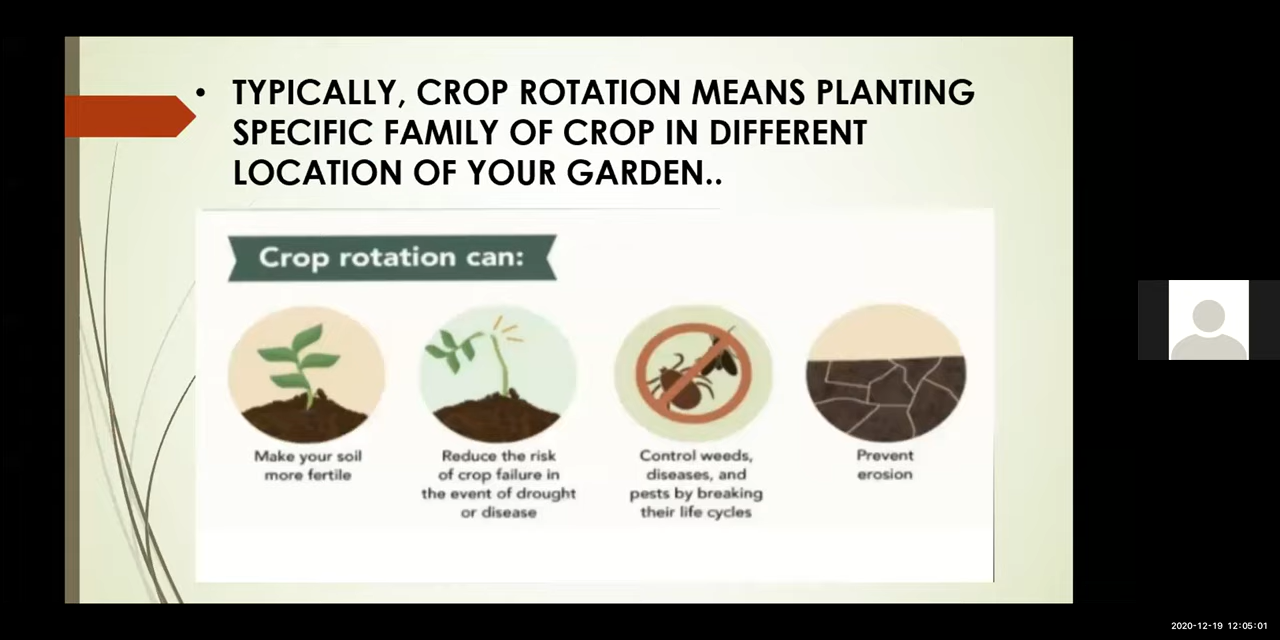 • TYPICALLY, CROP ROTATION MEANS PLANTING
SPECIFIC FAMILY OF CROP IN DIFFERENT
LOCATION OF YOUR GARDEN..
Crop rotation can:
Make your soil
more fertile
Reduce the risk
of crop failure in
the event of drought
or disease
Control weeds,
diseases, and
pests by breaking
their life cycles
Prevent
erosion
2020-12-19 12:05:01